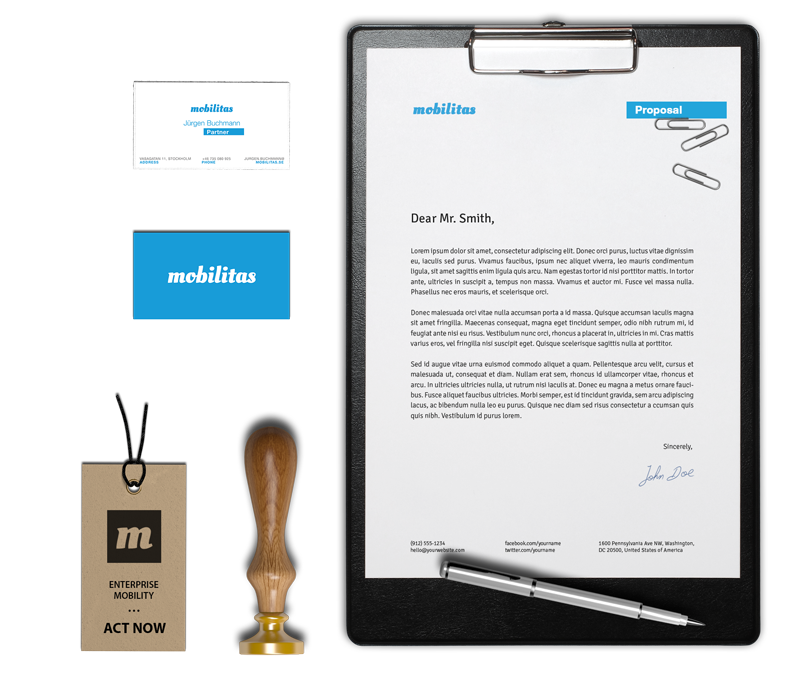 mobilitas
Jürgen Buchmann
Partner
STOCKHOLM
ADDRESS
PHONE
MOBILITAS.SE
mobilitas
m
ENTERPRISE
MOBILITY
...
ACT NOW
mobilitas
Proposal
Dear Mr. Smith,
Lorem ipsum dolor sit amet, consectetur adipiscing elit. Donec orci purus, luctus vitae dignissim
eu, iaculis sed purus. Vivamus faucibus, ipsum nec aliquet viverra, leo mauris condimentum
ligula, sit amet sagittis enim ligula quis arcu. Nam egestas tortor id nisi porttitor mattis. In tortor
ante, ultricies in suscipit a, tempus non massa. Vivamus et auctor mi. Fusce vel massa nulla.
Phasellus nec eros mauris, et scelerisque orci.
Donec malesuada orci vitae nulla accumsan porta a id massa. Quisque accumsan iaculis magna
sit amet fringilla. Maecenas consequat, magna eget tincidunt semper, odio nibh rutrum mi, id
feugiat ante nisi eu risus. Vestibulum nunc orci, rhoncus a placerat in, ultricies in mi. Cras mattis
varius eros, vel fringilla nisi suscipit eget. Quisque scelerisque sagittis nulla at porttitor.
Sed id augue vitae urna euismod commodo aliquet a quam. Pellentesque arcu velit, cursus et
malesuada ut, consequat et diam. Nullam erat sem, rhoncus id ullamcorper vitae, rhoncus et
arcu. In ultricies ultricies nulla, ut rutrum nisi iaculis at. Donec eu magna a metus ornare fauci-
bus. Fusce aliquet faucibus ultricies. Morbi semper, est id tincidunt gravida, sem arcu adipiscing
lacus, ac bibendum nulla leo eu purus. Quisque nec diam sed risus consectetur a ccumsan quis
quis nibh. Vestibulum id purus lorem.
Sincerely,
John Doe
(912) 555-1234
hello@yourwebsite.com
facebook.com/yourname
twitter.com/yourname
1600 Pennsylvania Ave NW, Washington,
DC 20500, United States of America